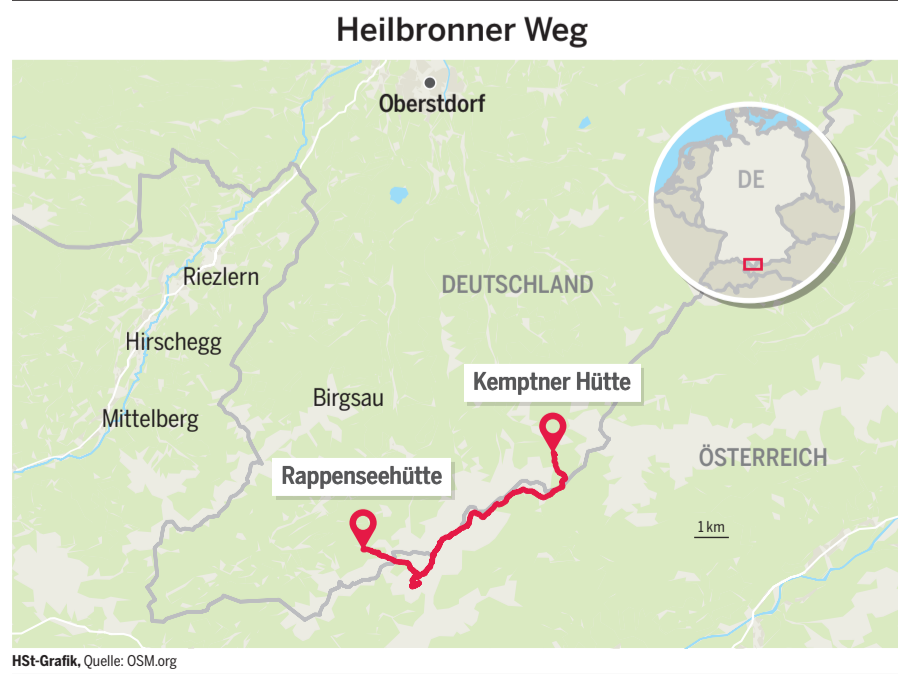 Heilbronner Weg
Oberstdorf
DE
Riezlern
DEUTSCHLAND
Hirschegg
Kemptner Hütte
Birgsau
Mittelberg
ÖSTERREICH
Rappenseehütte
1 km
HSt-Grafik, Quelle: OSM.org